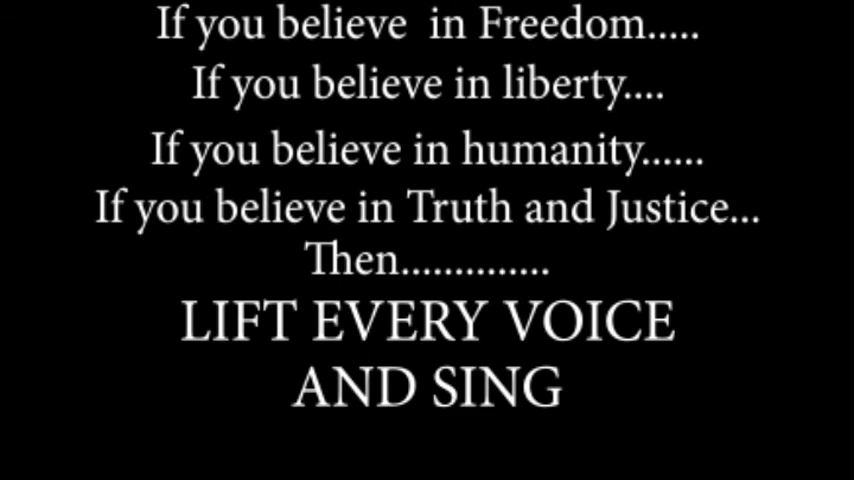 If you believe  in Freedom.....
If you believe in liberty....
If you believe in humanity......
If you believe in Truth and Justice...
Then..............
LIFT EVERY VOICE
AND SING